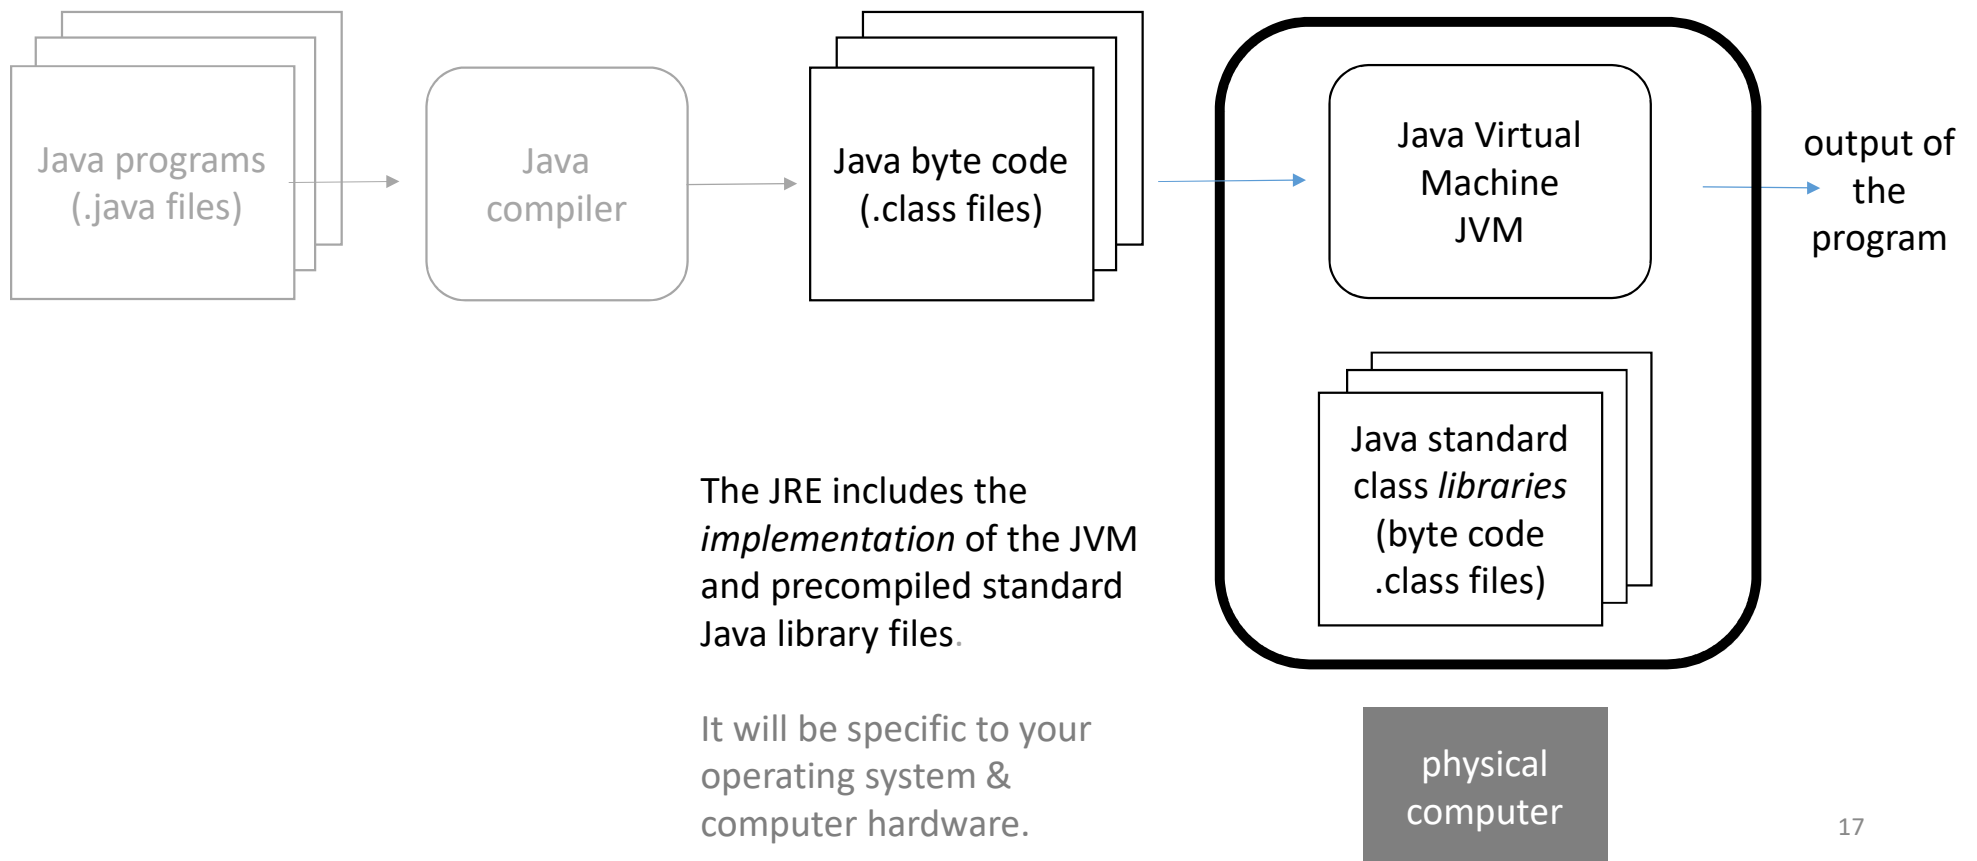 Java programs
(.java files)
Java
compiler
Java byte code
(.class files)
Java Virtual
Machine
JVM
output of
the
program
Java standard
class libraries
(byte code
.class files)
The JRE includes the
implementation of the JVM
and precompiled standard
Java library files.
It will be specific to your
operating system &
computer hardware.
physical
computer
17